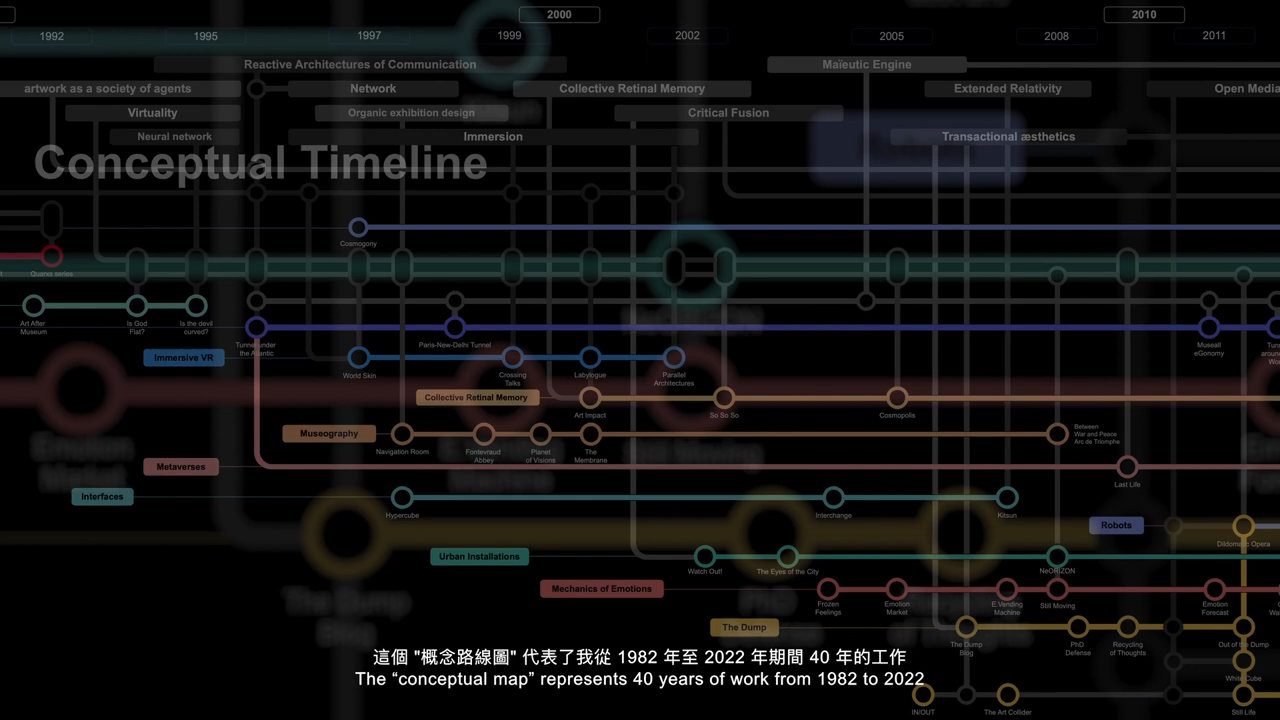 2000
2010
1992
1995
1997
1999
2002
2005
2008
2011
Reactive Architectures of Communication
Maïeutic Engine
artwork as a society of agents
Network
Collective Retinal Memory
Extended Relativity
Open Media
Virtuality
Organic exhibition design
Critical Fusion
Neural network
Immersion
Transactional æsthetics
Conceptual Timeline
Cosmogony
Quanta series
Art After
Museum
Is God
Flat?
Is the devil
curved?
Tunnel under
the Atlantic
Paris-New-Delhi Tunnel
Museall
eGonomy
Immersive VR
World Skin
Crossing
Talks
Labylogue
Parallel
Architectures
Collective Retinal Memory
Art Impact
So So So
Cosmopolis
Museography
Navigation Room
Fontevraud
Abbey
Planet
of Visions
The
Membrane
Between
War and Peace
Arc de Triomphe
Metaverses
Last Life
Interfaces
Hypercube
Interchange
Kitsun
Robots
Dildomatic Opera
Urban Installations
Watch Out!
The Eyes of the City
NeORIZON
Mechanics of Emotions
Frozen
Feelings
Emotion
Market
E.Vending
Machine
Still Moving
Emotion
Forecast
The Dump
The Dump
Blog
PhD
Defense
Recycling
of Thoughts
Out of the Dump
White Cube
IN/OUT
The Art Collider
Still Life
這個 "概念路線圖" 代表了我從 1982 年至 2022 年期間 40 年的工作
The “conceptual map” represents 40 years of work from 1982 to 2022